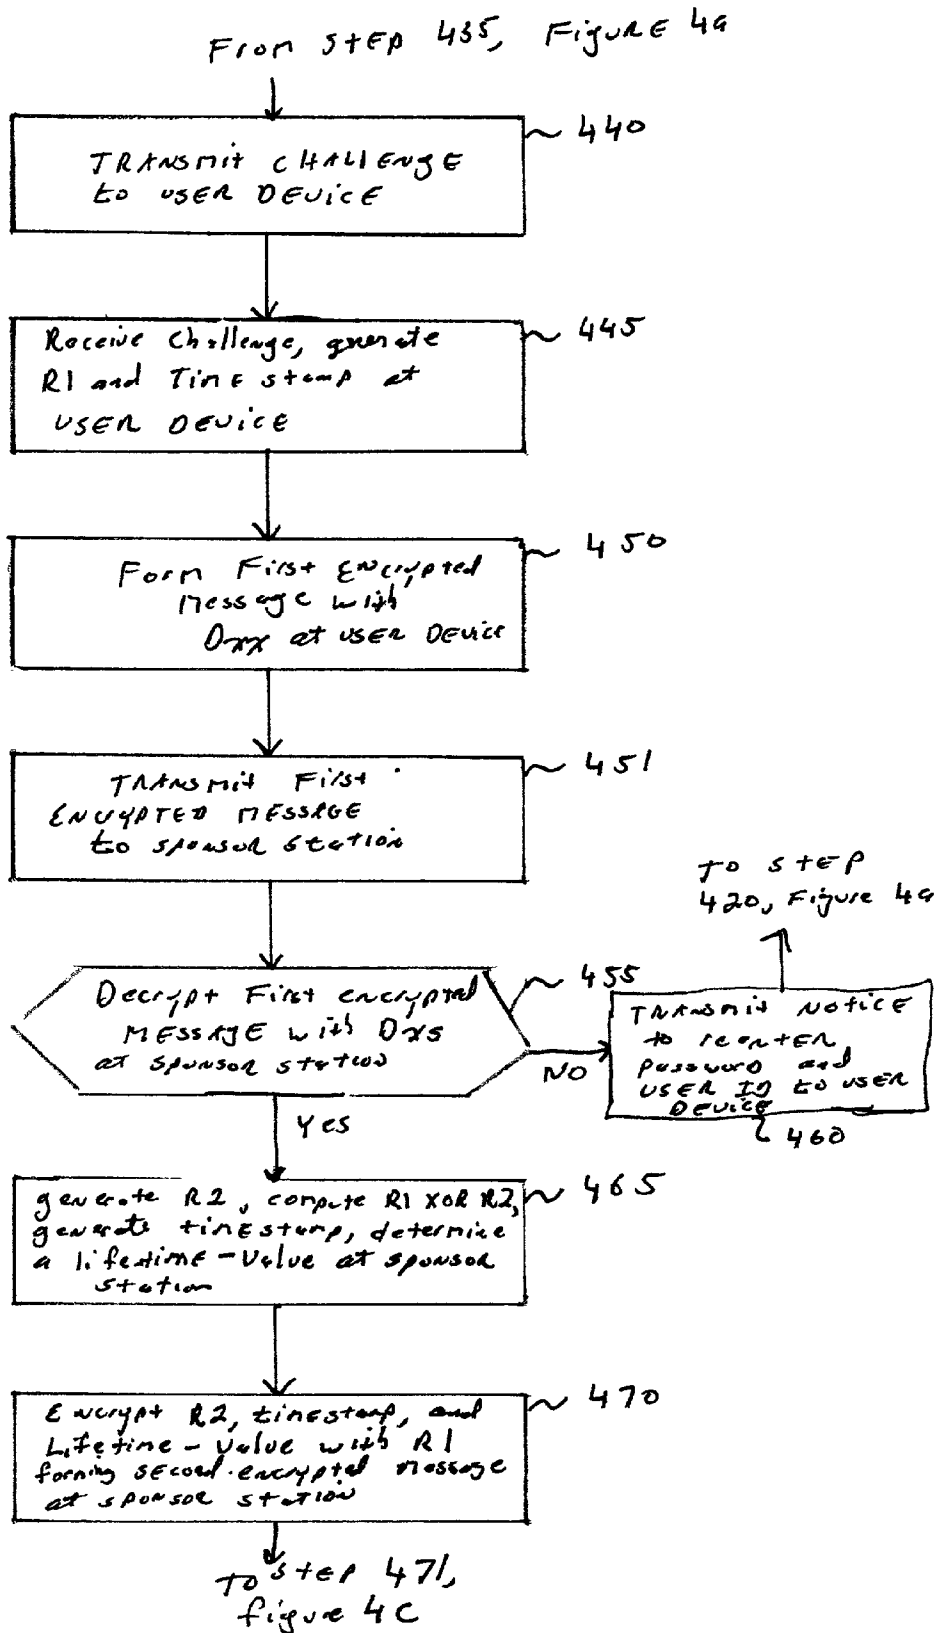 From Step 435, Figure 4a
440
TRANSMIT CHALLENGE
to USER DEVICE
445
Receive Challenge, generate
R1 and Timestamp at
USER DEVICE
450
Form First Encrypted
Message with
Dxx at USER DEVICE
451
TRANSMIT First
ENCRYPTED MESSAGE
to SPONSOR STATION
To STEP
420, Figure 4a
455
Decrypt First encrypted
MESSAGE with Dxs
at SPONSOR STATION
NO
TRANSMIT NOTICE
to reenter
password and
USER ID to USER
DEVICE
460
Yes
465
generate R2, compute R1 XOR R2,
generate timestamp, determine
a lifetime-value at SPONSOR
station
470
Encrypt R2, timestamp, and
Lifetime-Value with R1
forming second encrypted message
at SPONSOR STATION
TO STEP 471,
figure 4C